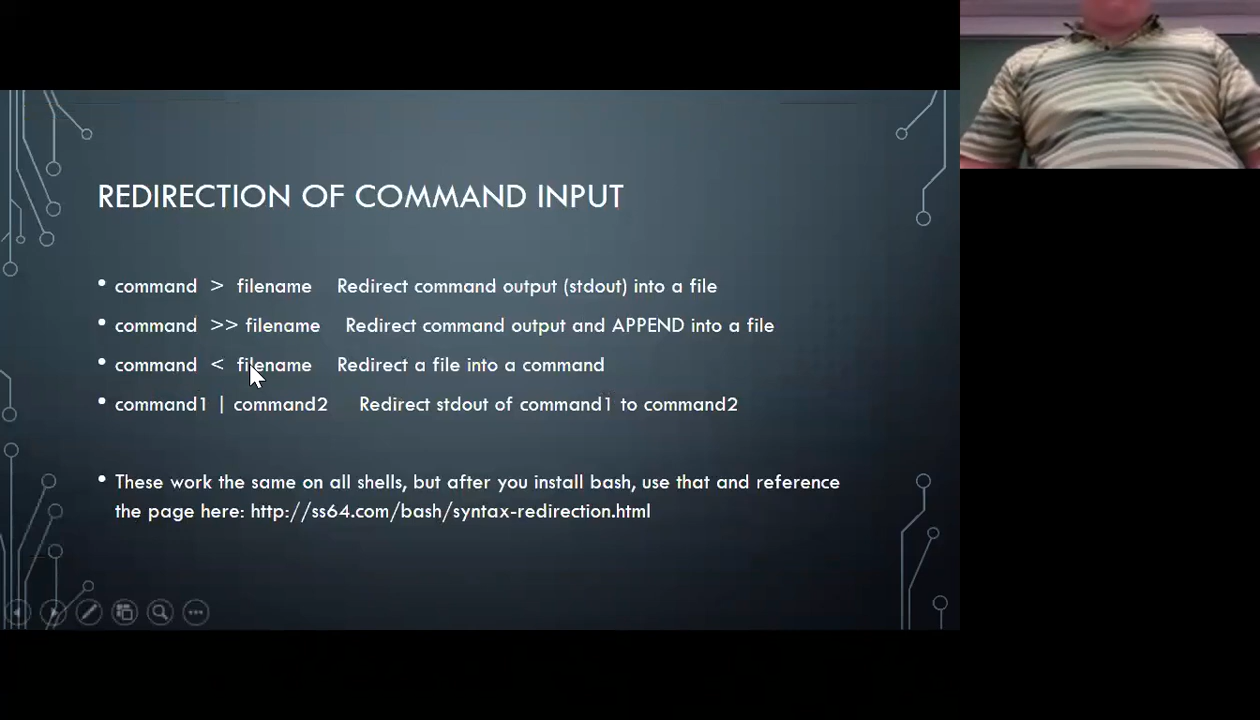 REDIRECTION OF COMMAND INPUT
• command > filename Redirect command output (stdout) into a file
• command >> filename Redirect command output and APPEND into a file
• command < filename Redirect a file into a command
• command1 | command2 Redirect stdout of command1 to command2
• These work the same on all shells, but after you install bash, use that and reference
the page here: http://ss64.com/bash/syntax-redirection.html